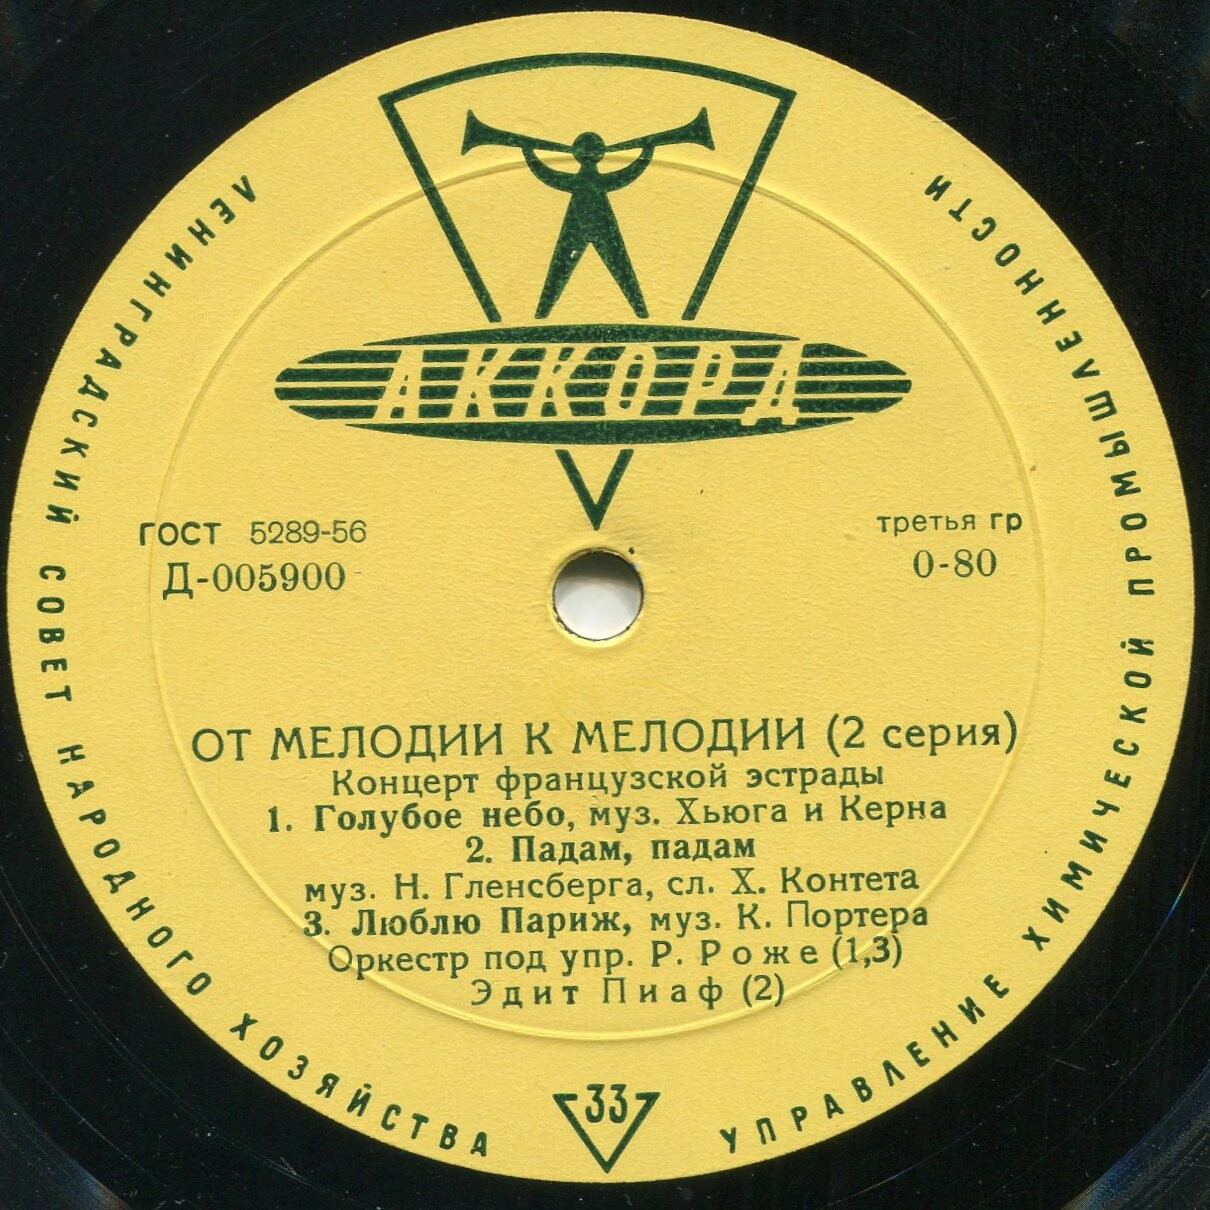 ЛЕНИНГРАДСКИЙ СОВЕТ НАРОДНОГО ХОЗЯЙСТВА
УПРАВЛЕНИЕ ХИМИЧЕСКОЙ ПРОМЫШЛЕННОСТИ
АККОРД
ГОСТ 5289-56
Д-005900
третья гр
0-80
ОТ МЕЛОДИИ К МЕЛОДИИ (2 серия)
Концерт французской эстрады
1. Голубое небо, муз. Хьюга и Керна
2. Падам, падам
муз. Н. Гленсберга, сл. Х. Контета
3. Люблю Париж, муз. К. Портера
Оркестр под упр. Р. Роже (1,3)
Эдит Пиаф (2)
33